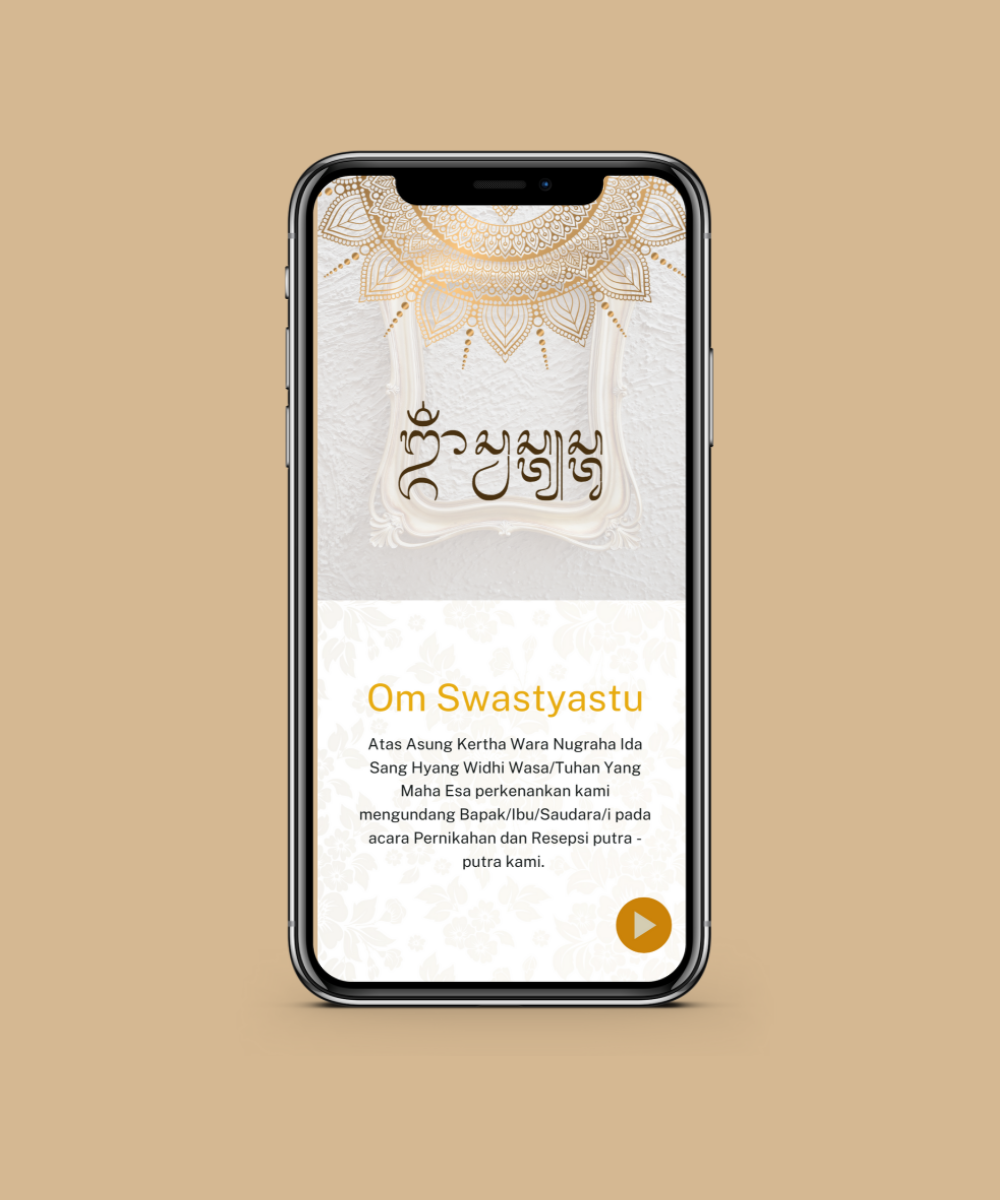 ᬒᬁ ᬲ᭄ᬯᬲ᭄ᬢ᭄ᬬᬲ᭄ᬢᬸ
Om Swastyastu
Atas Asung Kertha Wara Nugraha Ida
Sang Hyang Widhi Wasa/Tuhan Yang
Maha Esa perkenankan kami
mengundang Bapak/Ibu/Saudara/i pada
acara Pernikahan dan Resepsi putra -
putra kami.